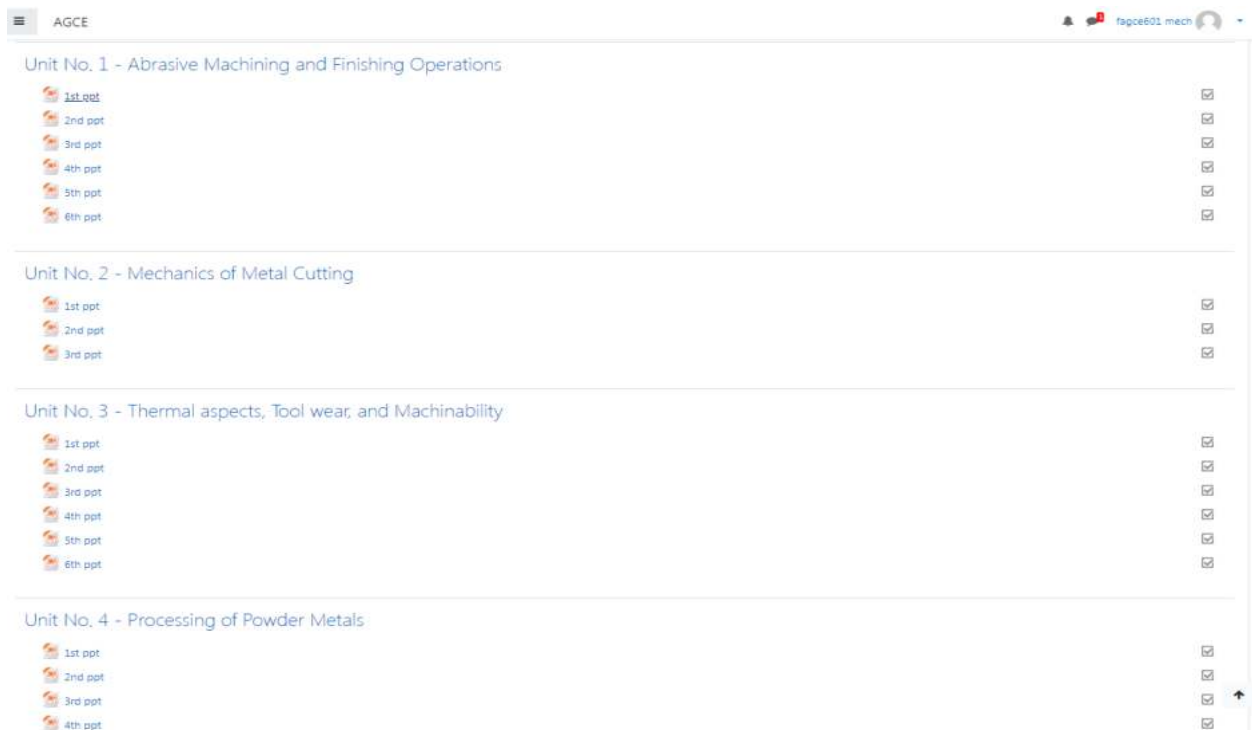 AGCE
1
fagce601 mech
Unit No. 1 - Abrasive Machining and Finishing Operations
1st ppt
2nd ppt
3rd ppt
4th ppt
5th ppt
6th ppt
Unit No. 2 - Mechanics of Metal Cutting
1st ppt
2nd ppt
3rd ppt
Unit No. 3 - Thermal aspects, Tool wear, and Machinability
1st ppt
2nd ppt
3rd ppt
4th ppt
5th ppt
6th ppt
Unit No. 4 - Processing of Powder Metals
1st ppt
2nd ppt
3rd ppt
4th ppt